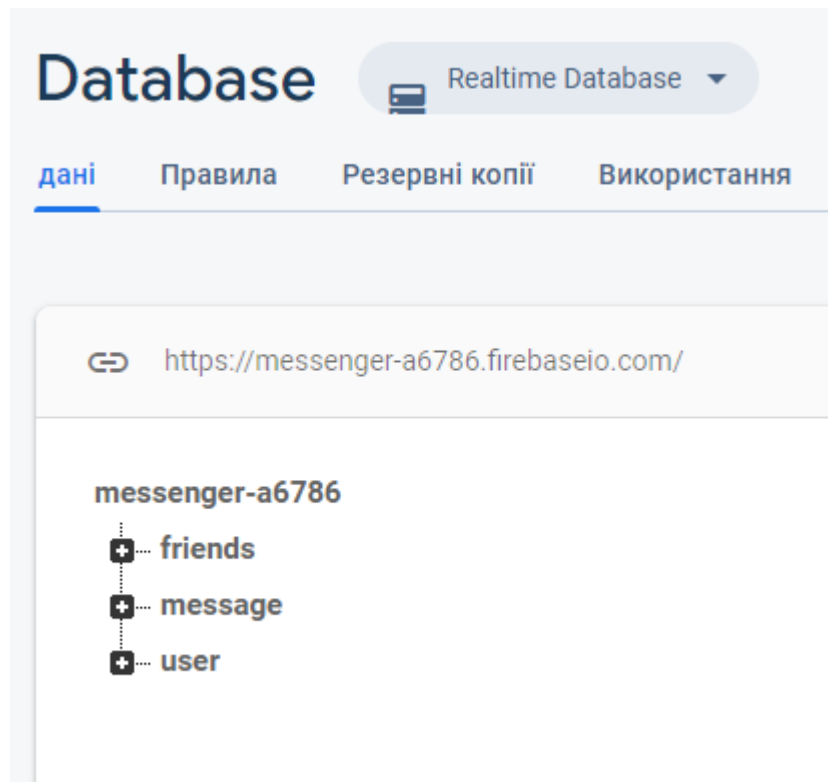 Database Realtime Database
дані Правила Резервні копії Використання
https://messenger-a6786.firebaseio.com/
messenger-a6786
friends
message
user